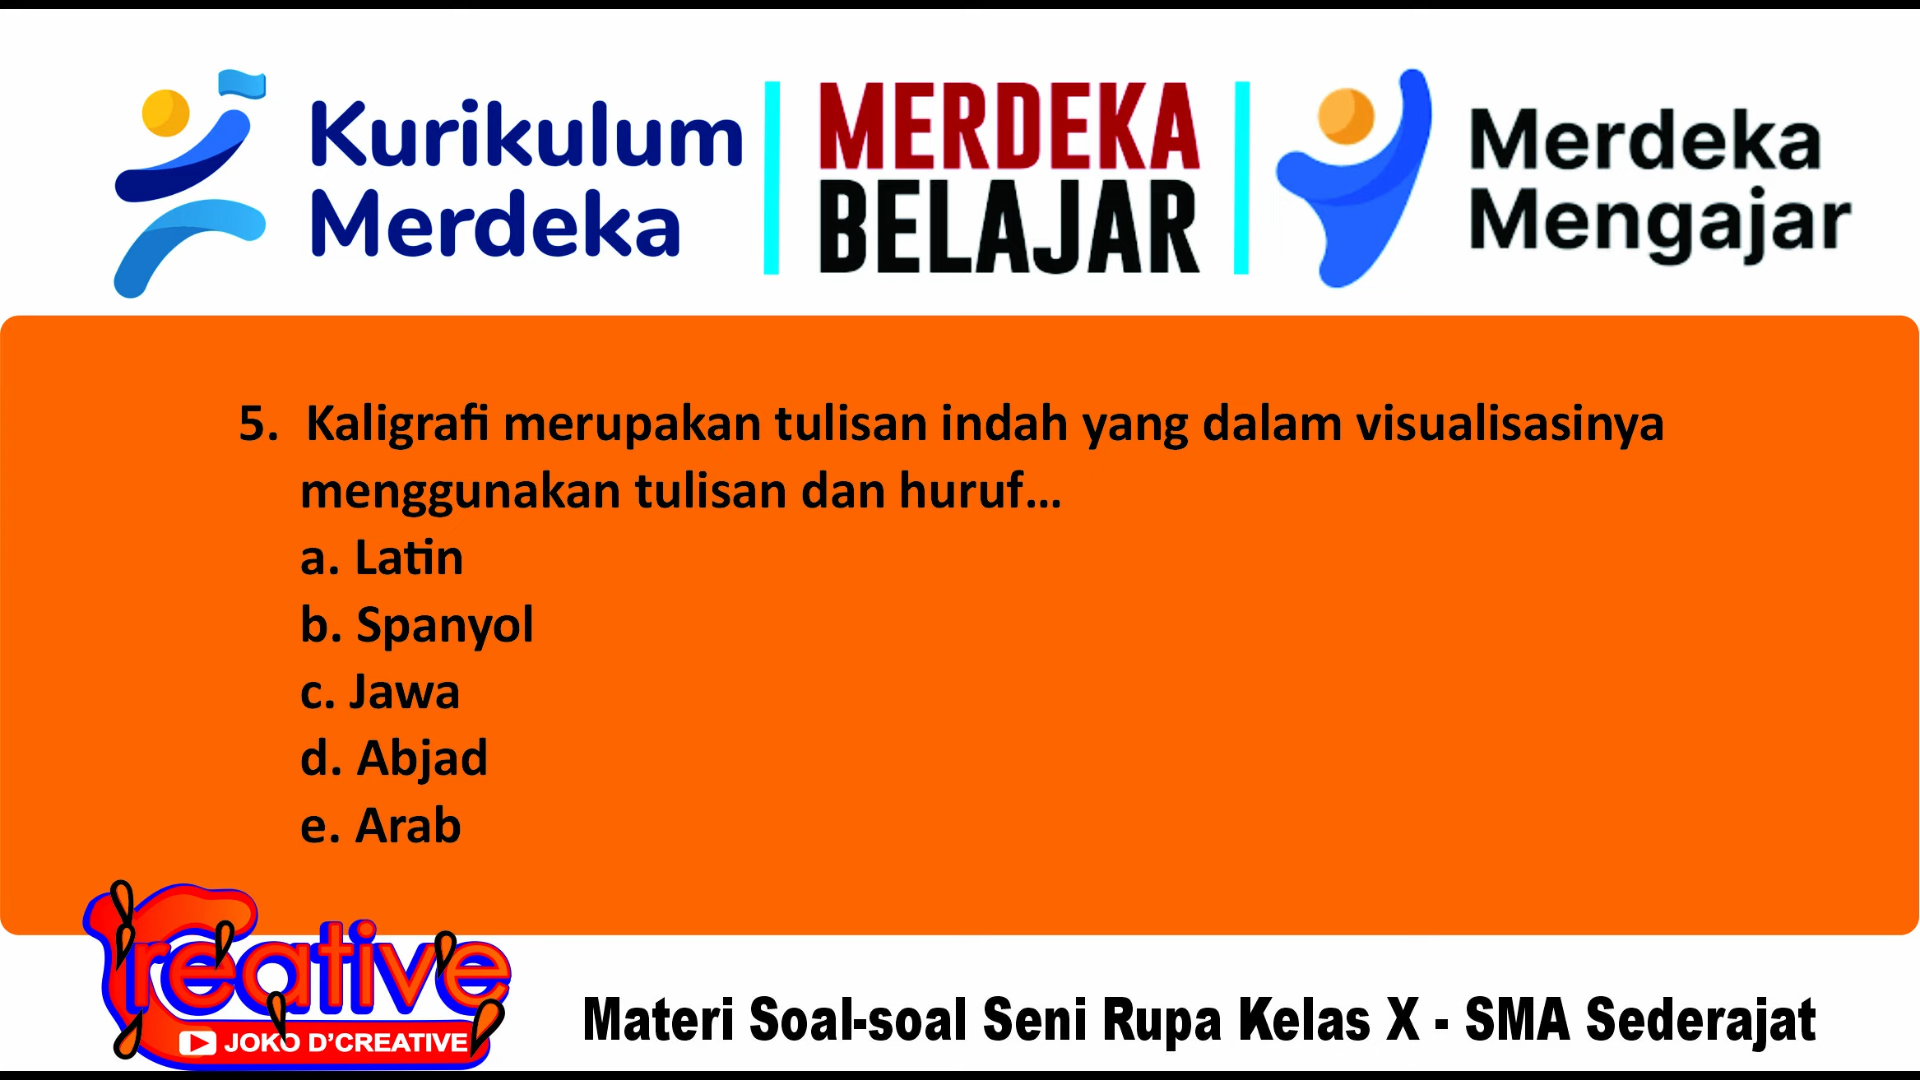 Kurikulum
Merdeka
MERDEKA
BELAJAR
Merdeka
Mengajar
5. Kaligrafi merupakan tulisan indah yang dalam visualisasinya
menggunakan tulisan dan huruf...
a. Latin
b. Spanyol
c. Jawa
d. Abjad
e. Arab
Creative
JOKO D'CREATIVE
Materi Soal-soal Seni Rupa Kelas X - SMA Sederajat